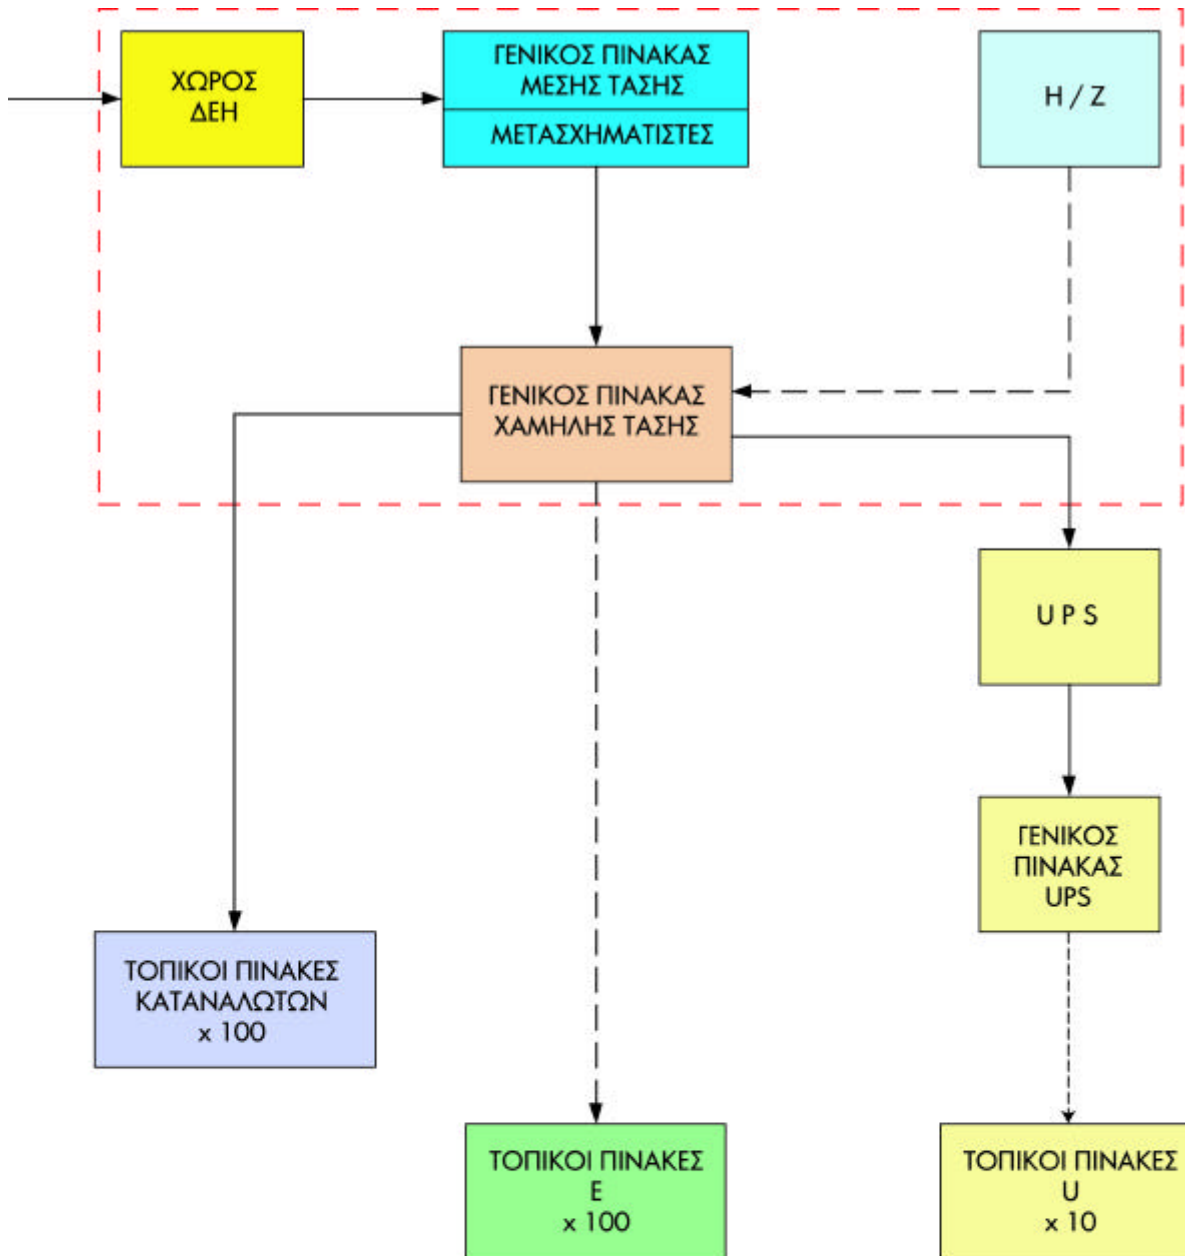 ΧΩΡΟΣ
ΔΕΗ
ΓΕΝΙΚΟΣ ΠΙΝΑΚΑΣ
ΜΕΣΗΣ ΤΑΣΗΣ
ΜΕΤΑΣΧΗΜΑΤΙΣΤΕΣ
Η / Ζ
ΓΕΝΙΚΟΣ ΠΙΝΑΚΑΣ
ΧΑΜΗΛΗΣ ΤΑΣΗΣ
U P S
ΓΕΝΙΚΟΣ
ΠΙΝΑΚΑΣ
UPS
ΤΟΠΙΚΟΙ ΠΙΝΑΚΕΣ
ΚΑΤΑΝΑΛΩΤΩΝ
x 100
ΤΟΠΙΚΟΙ ΠΙΝΑΚΕΣ
Ε
x 100
ΤΟΠΙΚΟΙ ΠΙΝΑΚΕΣ
U
x 10